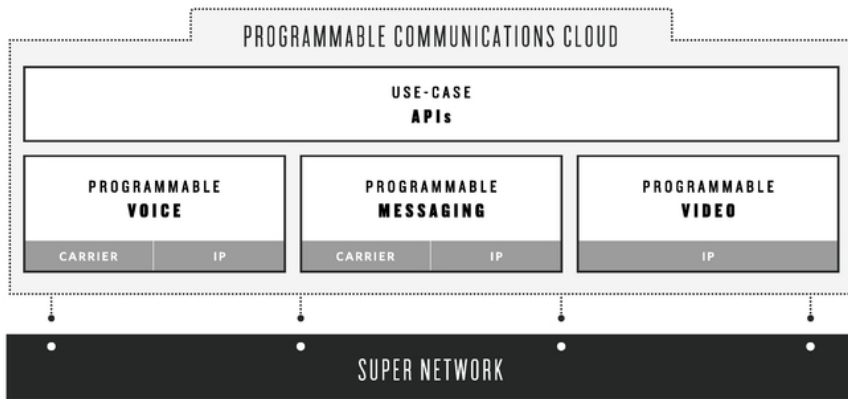 PROGRAMMABLE COMMUNICATIONS CLOUD
USE-CASE
APIs
PROGRAMMABLE
VOICE
CARRIER
IP
PROGRAMMABLE
MESSAGING
CARRIER
IP
PROGRAMMABLE
VIDEO
IP
SUPER NETWORK